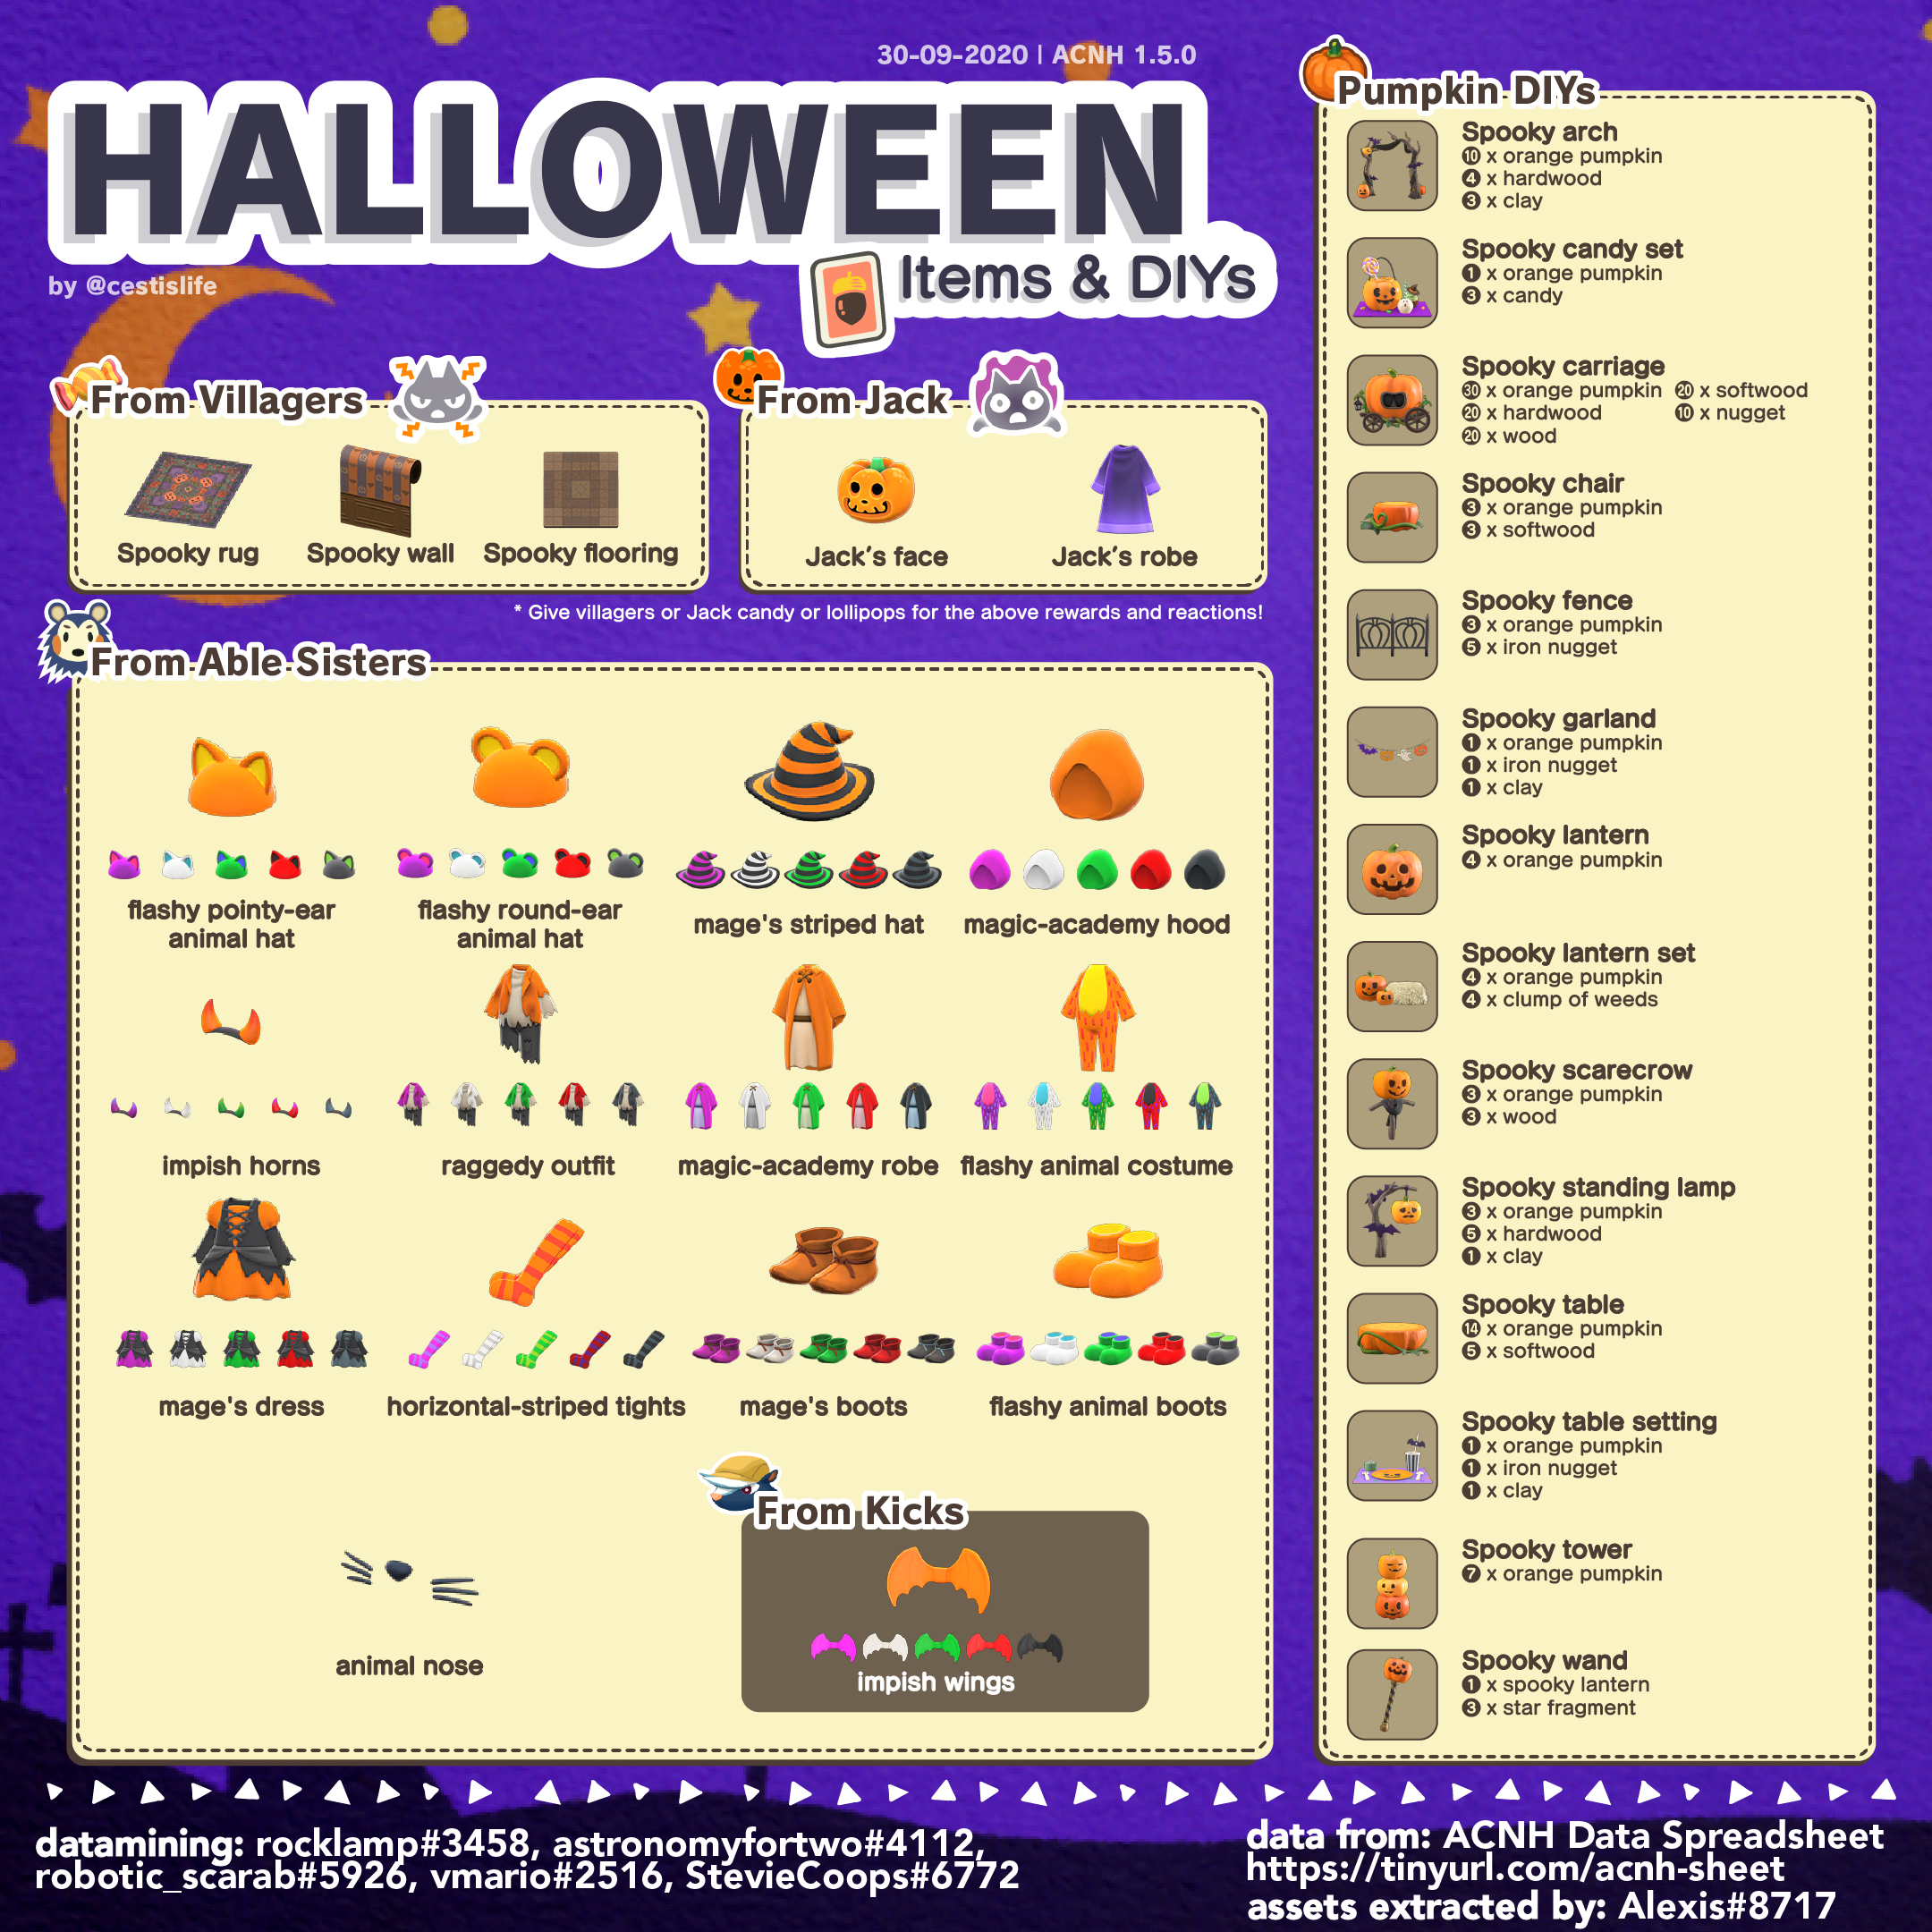 30-09-2020 | ACNH 1.5.0
HALLOWEEN
Items & DIYs
by @cestislife
From Villagers
Spooky rug
Spooky wall
Spooky flooring
From Jack
Jack's face
Jack's robe
* Give villagers or Jack candy or lollipops for the above rewards and reactions!
From Able Sisters
flashy pointy-ear
animal hat
flashy round-ear
animal hat
mage's striped hat
magic-academy hood
impish horns
raggedy outfit
magic-academy robe
flashy animal costume
mage's dress
horizontal-striped tights
mage's boots
flashy animal boots
animal nose
From Kicks
impish wings
Pumpkin DIYs
Spooky arch
10 x orange pumpkin
4 x hardwood
3 x clay
Spooky candy set
1 x orange pumpkin
3 x candy
Spooky carriage
30 x orange pumpkin 20 x softwood
20 x hardwood 10 x nugget
20 x wood
Spooky chair
3 x orange pumpkin
3 x softwood
Spooky fence
3 x orange pumpkin
5 x iron nugget
Spooky garland
1 x orange pumpkin
1 x iron nugget
1 x clay
Spooky lantern
4 x orange pumpkin
Spooky lantern set
4 x orange pumpkin
4 x clump of weeds
Spooky scarecrow
3 x orange pumpkin
3 x wood
Spooky standing lamp
3 x orange pumpkin
5 x hardwood
1 x clay
Spooky table
14 x orange pumpkin
5 x softwood
Spooky table setting
1 x orange pumpkin
1 x iron nugget
1 x clay
Spooky tower
7 x orange pumpkin
Spooky wand
1 x spooky lantern
3 x star fragment
datamining: rocklamp#3458, astronomyfortwo#4112,
robotic_scarab#5926, vmario#2516, StevieCoops#6772
data from: ACNH Data Spreadsheet
https://tinyurl.com/acnh-sheet
assets extracted by: Alexis#8717